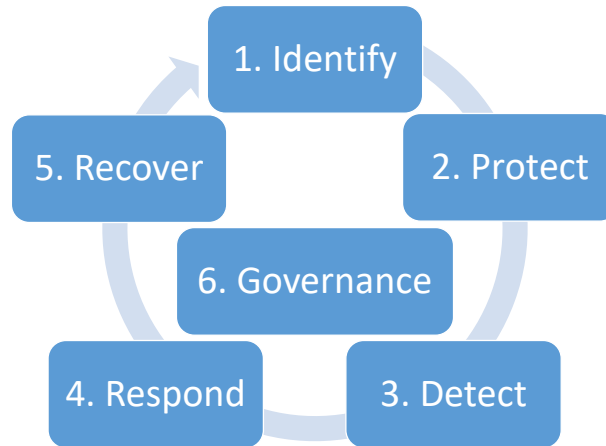 1. Identify
2. Protect
3. Detect
4. Respond
5. Recover
6. Governance